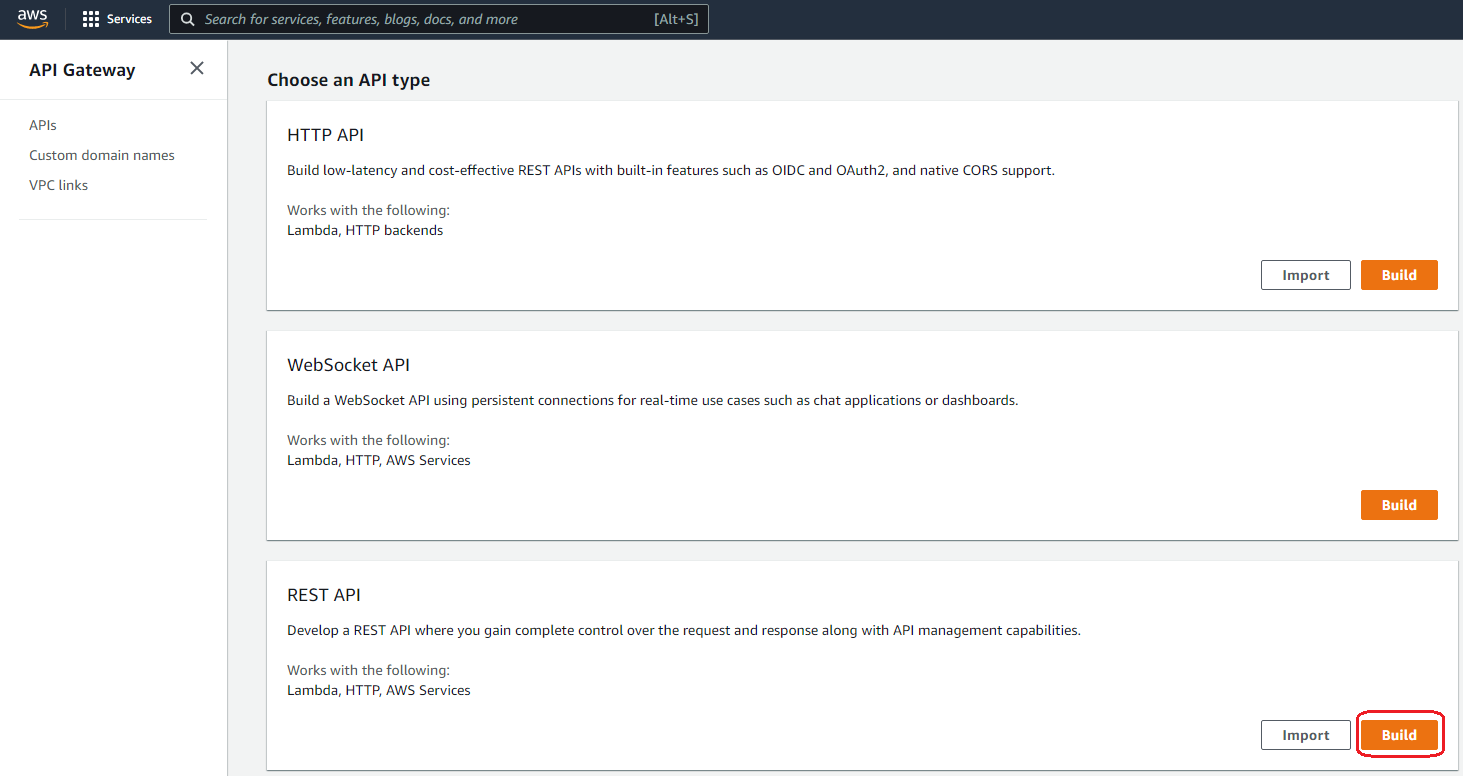 aws
Services
Search for services, features, blogs, docs, and more
[Alt+S]
API Gateway
APIs
Custom domain names
VPC links
Choose an API type
HTTP API
Build low-latency and cost-effective REST APIs with built-in features such as OIDC and OAuth2, and native CORS support.
Works with the following:
Lambda, HTTP backends
Import
Build
WebSocket API
Build a WebSocket API using persistent connections for real-time use cases such as chat applications or dashboards.
Works with the following:
Lambda, HTTP, AWS Services
Build
REST API
Develop a REST API where you gain complete control over the request and response along with API management capabilities.
Works with the following:
Lambda, HTTP, AWS Services
Import
Build